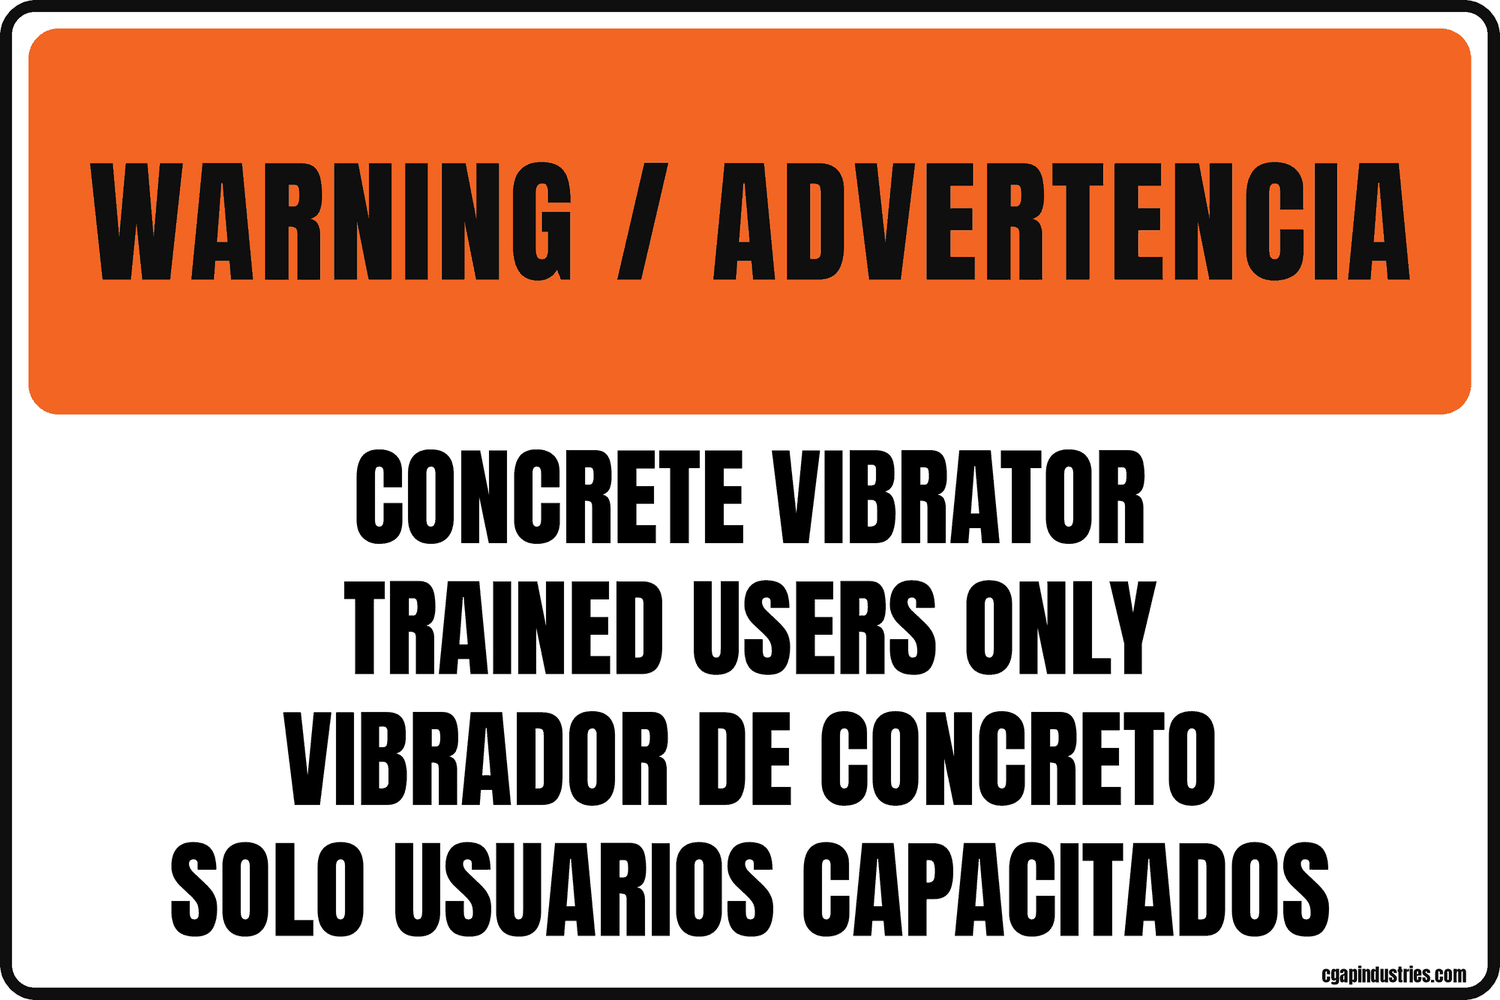 WARNING / ADVERTENCIA
CONCRETE VIBRATOR
TRAINED USERS ONLY
VIBRADOR DE CONCRETO
SOLO USUARIOS CAPACITADOS
cgapindustries.com